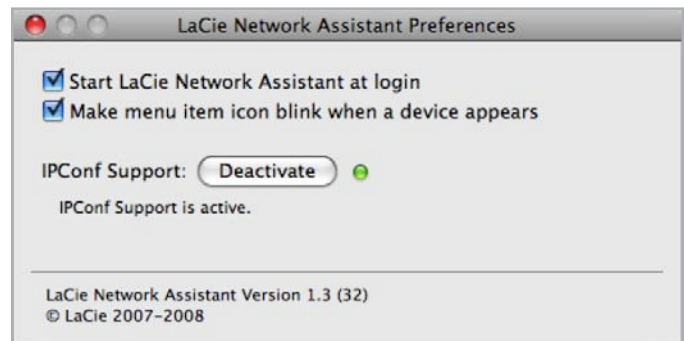 LaCie Network Assistant Preferences
Start LaCie Network Assistant at login
Make menu item icon blink when a device appears
IPConf Support: Deactivate
IPConf Support is active.
LaCie Network Assistant Version 1.3 (32)
© LaCie 2007-2008